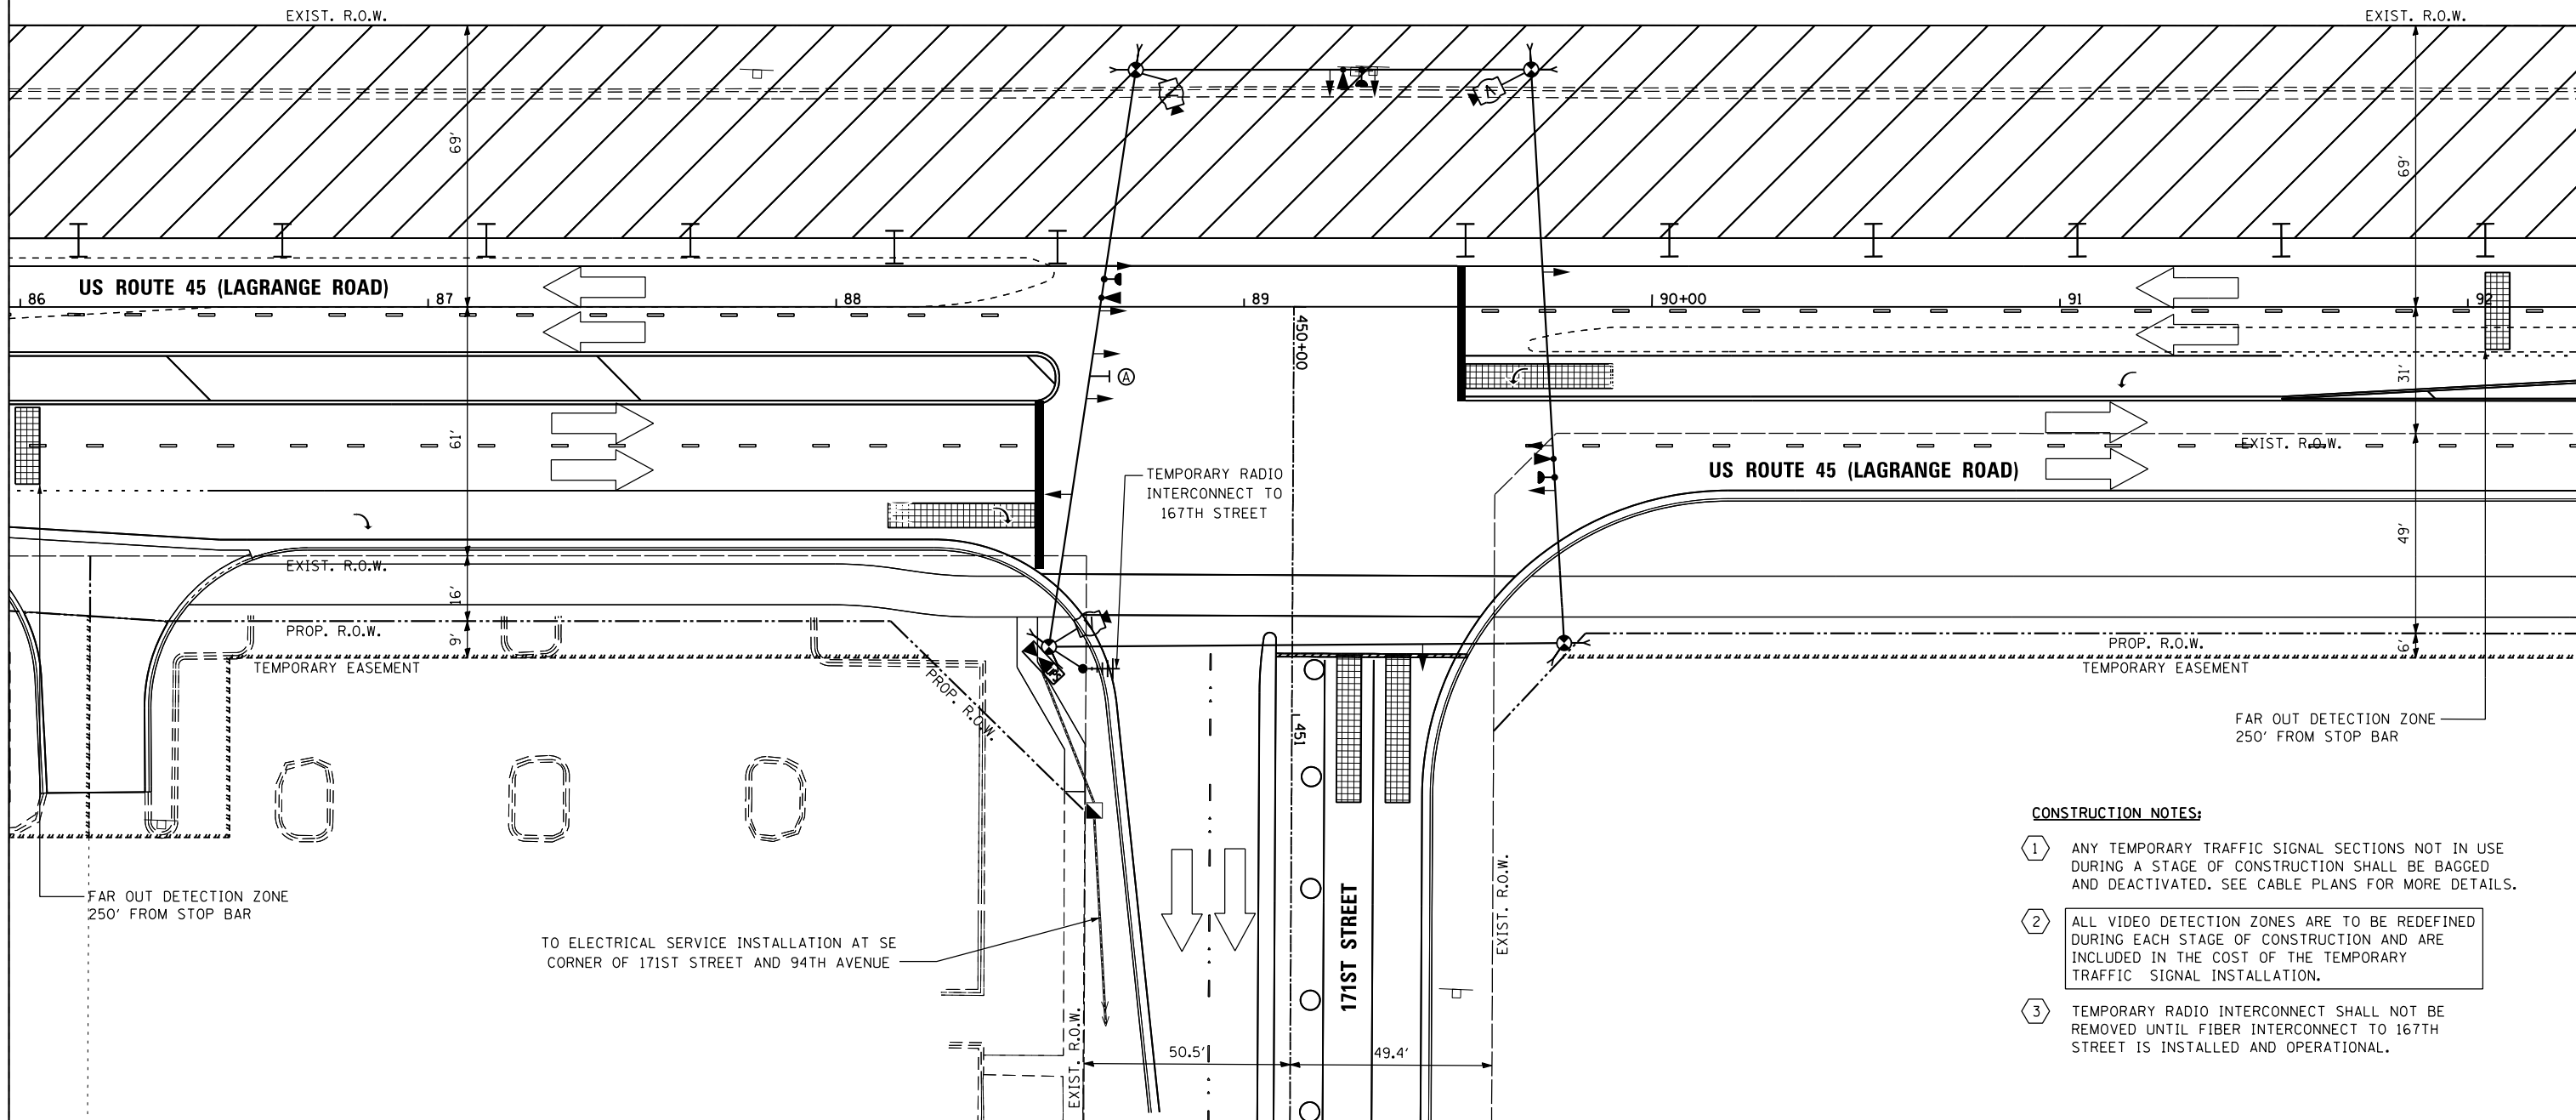 EXIST. R.O.W.
EXIST. R.O.W.
69'
69'
US ROUTE 45 (LAGRANGE ROAD)
86
87
88
89
90+00
91
92
450+00
A
31'
61'
EXIST. R.O.W.
US ROUTE 45 (LAGRANGE ROAD)
TEMPORARY RADIO
INTERCONNECT TO
167TH STREET
49'
EXIST. R.O.W.
16'
PROP. R.O.W.
9'
TEMPORARY EASEMENT
PROP. R.O.W.
PROP. R.O.W.
6'
TEMPORARY EASEMENT
451
FAR OUT DETECTION ZONE
250' FROM STOP BAR
FAR OUT DETECTION ZONE
250' FROM STOP BAR
TO ELECTRICAL SERVICE INSTALLATION AT SE
CORNER OF 171ST STREET AND 94TH AVENUE
171ST STREET
EXIST. R.O.W.
EXIST. R.O.W.
50.5'
49.4'
CONSTRUCTION NOTES:
1 ANY TEMPORARY TRAFFIC SIGNAL SECTIONS NOT IN USE
DURING A STAGE OF CONSTRUCTION SHALL BE BAGGED
AND DEACTIVATED. SEE CABLE PLANS FOR MORE DETAILS.
2 ALL VIDEO DETECTION ZONES ARE TO BE REDEFINED
DURING EACH STAGE OF CONSTRUCTION AND ARE
INCLUDED IN THE COST OF THE TEMPORARY
TRAFFIC SIGNAL INSTALLATION.
3 TEMPORARY RADIO INTERCONNECT SHALL NOT BE
REMOVED UNTIL FIBER INTERCONNECT TO 167TH
STREET IS INSTALLED AND OPERATIONAL.